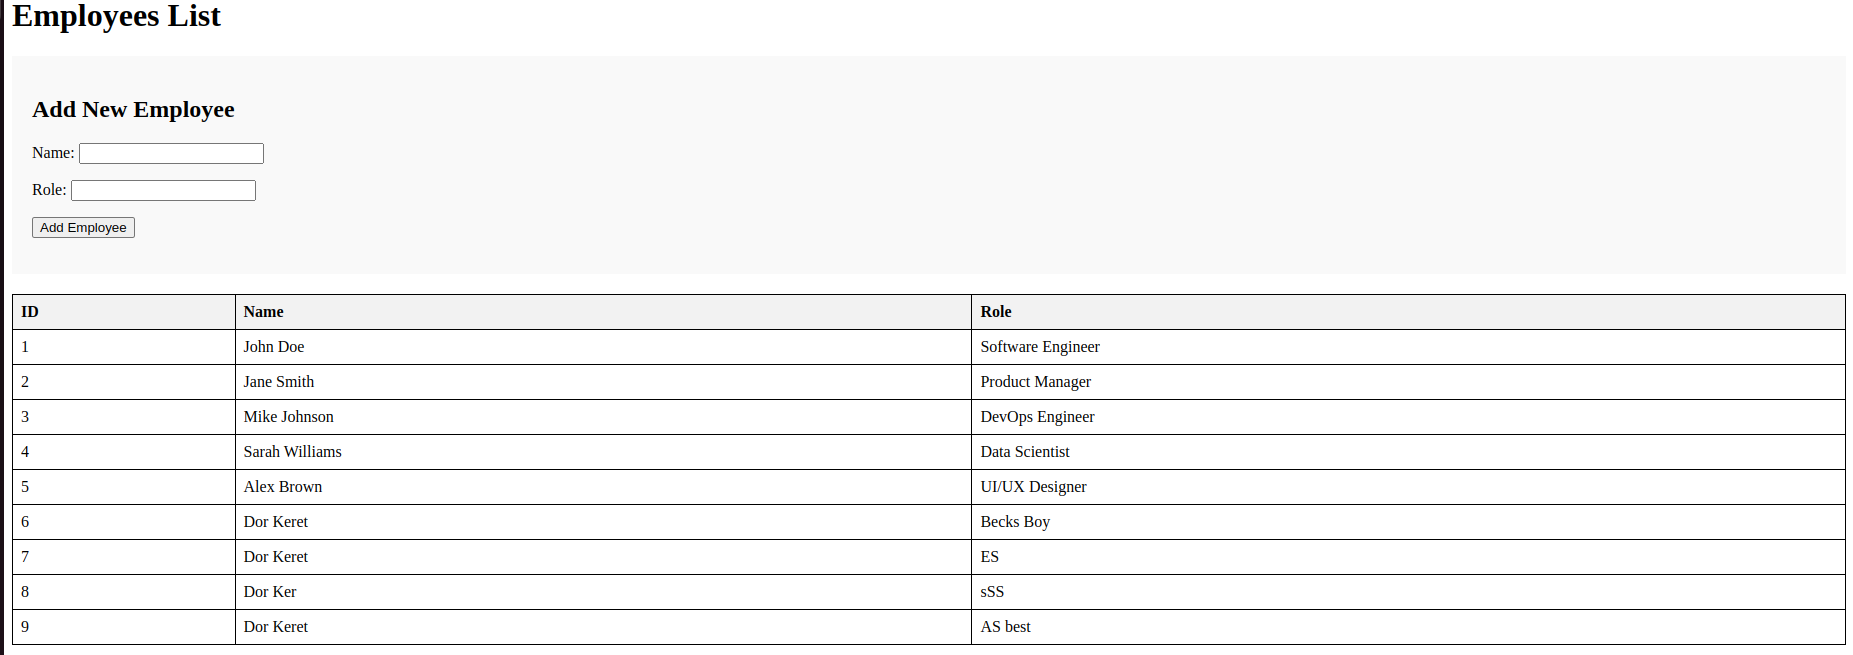 Employees List
Add New Employee
Name:
Role:
Add Employee
ID Name Role
1 John Doe Software Engineer
2 Jane Smith Product Manager
3 Mike Johnson DevOps Engineer
4 Sarah Williams Data Scientist
5 Alex Brown UI/UX Designer
6 Dor Keret Becks Boy
7 Dor Keret ES
8 Dor Ker sSS
9 Dor Keret AS best